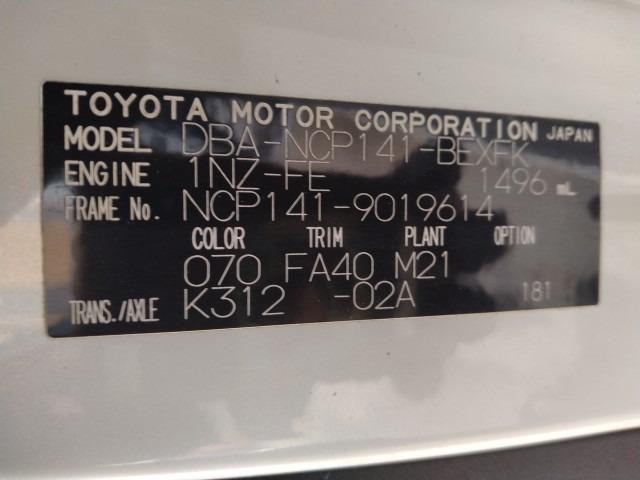 TOYOTA MOTOR CORPORATION JAPAN
MODEL DBA-NCP141-BEXFK
ENGINE 1NZ-FE 1496 mL
FRAME No. NCP141-9019614
COLOR TRIM PLANT OPTION
070 FA40 M21
TRANS./AXLE K312 -02A 181